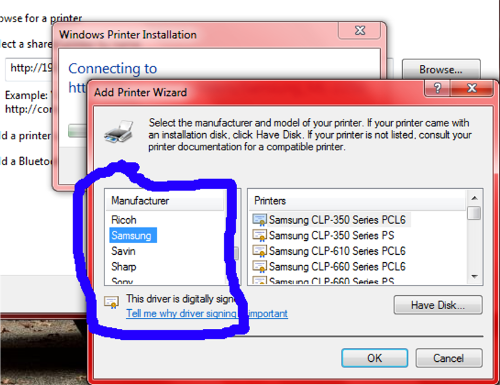 owse for a printer
lect a share
http://19
Browse...
Example:
http://co
d a printer
d a Bluetoo
Windows Printer Installation
Connecting to
ht
Add Printer Wizard
Select the manufacturer and model of your printer. If your printer came with
an installation disk, click Have Disk. If your printer is not listed, consult your
printer documentation for a compatible printer.
Manufacturer
Ricoh
Samsung
Savin
Sharp
Sony
Printers
Samsung CLP-350 Series PCL6
Samsung CLP-350 Series PS
Samsung CLP-610 Series PCL6
Samsung CLP-660 Series PCL6
Samsung CLP-660 Series PS
This driver is digitally signe
Tell me why driver signing important
Have Disk...
OK
Cancel